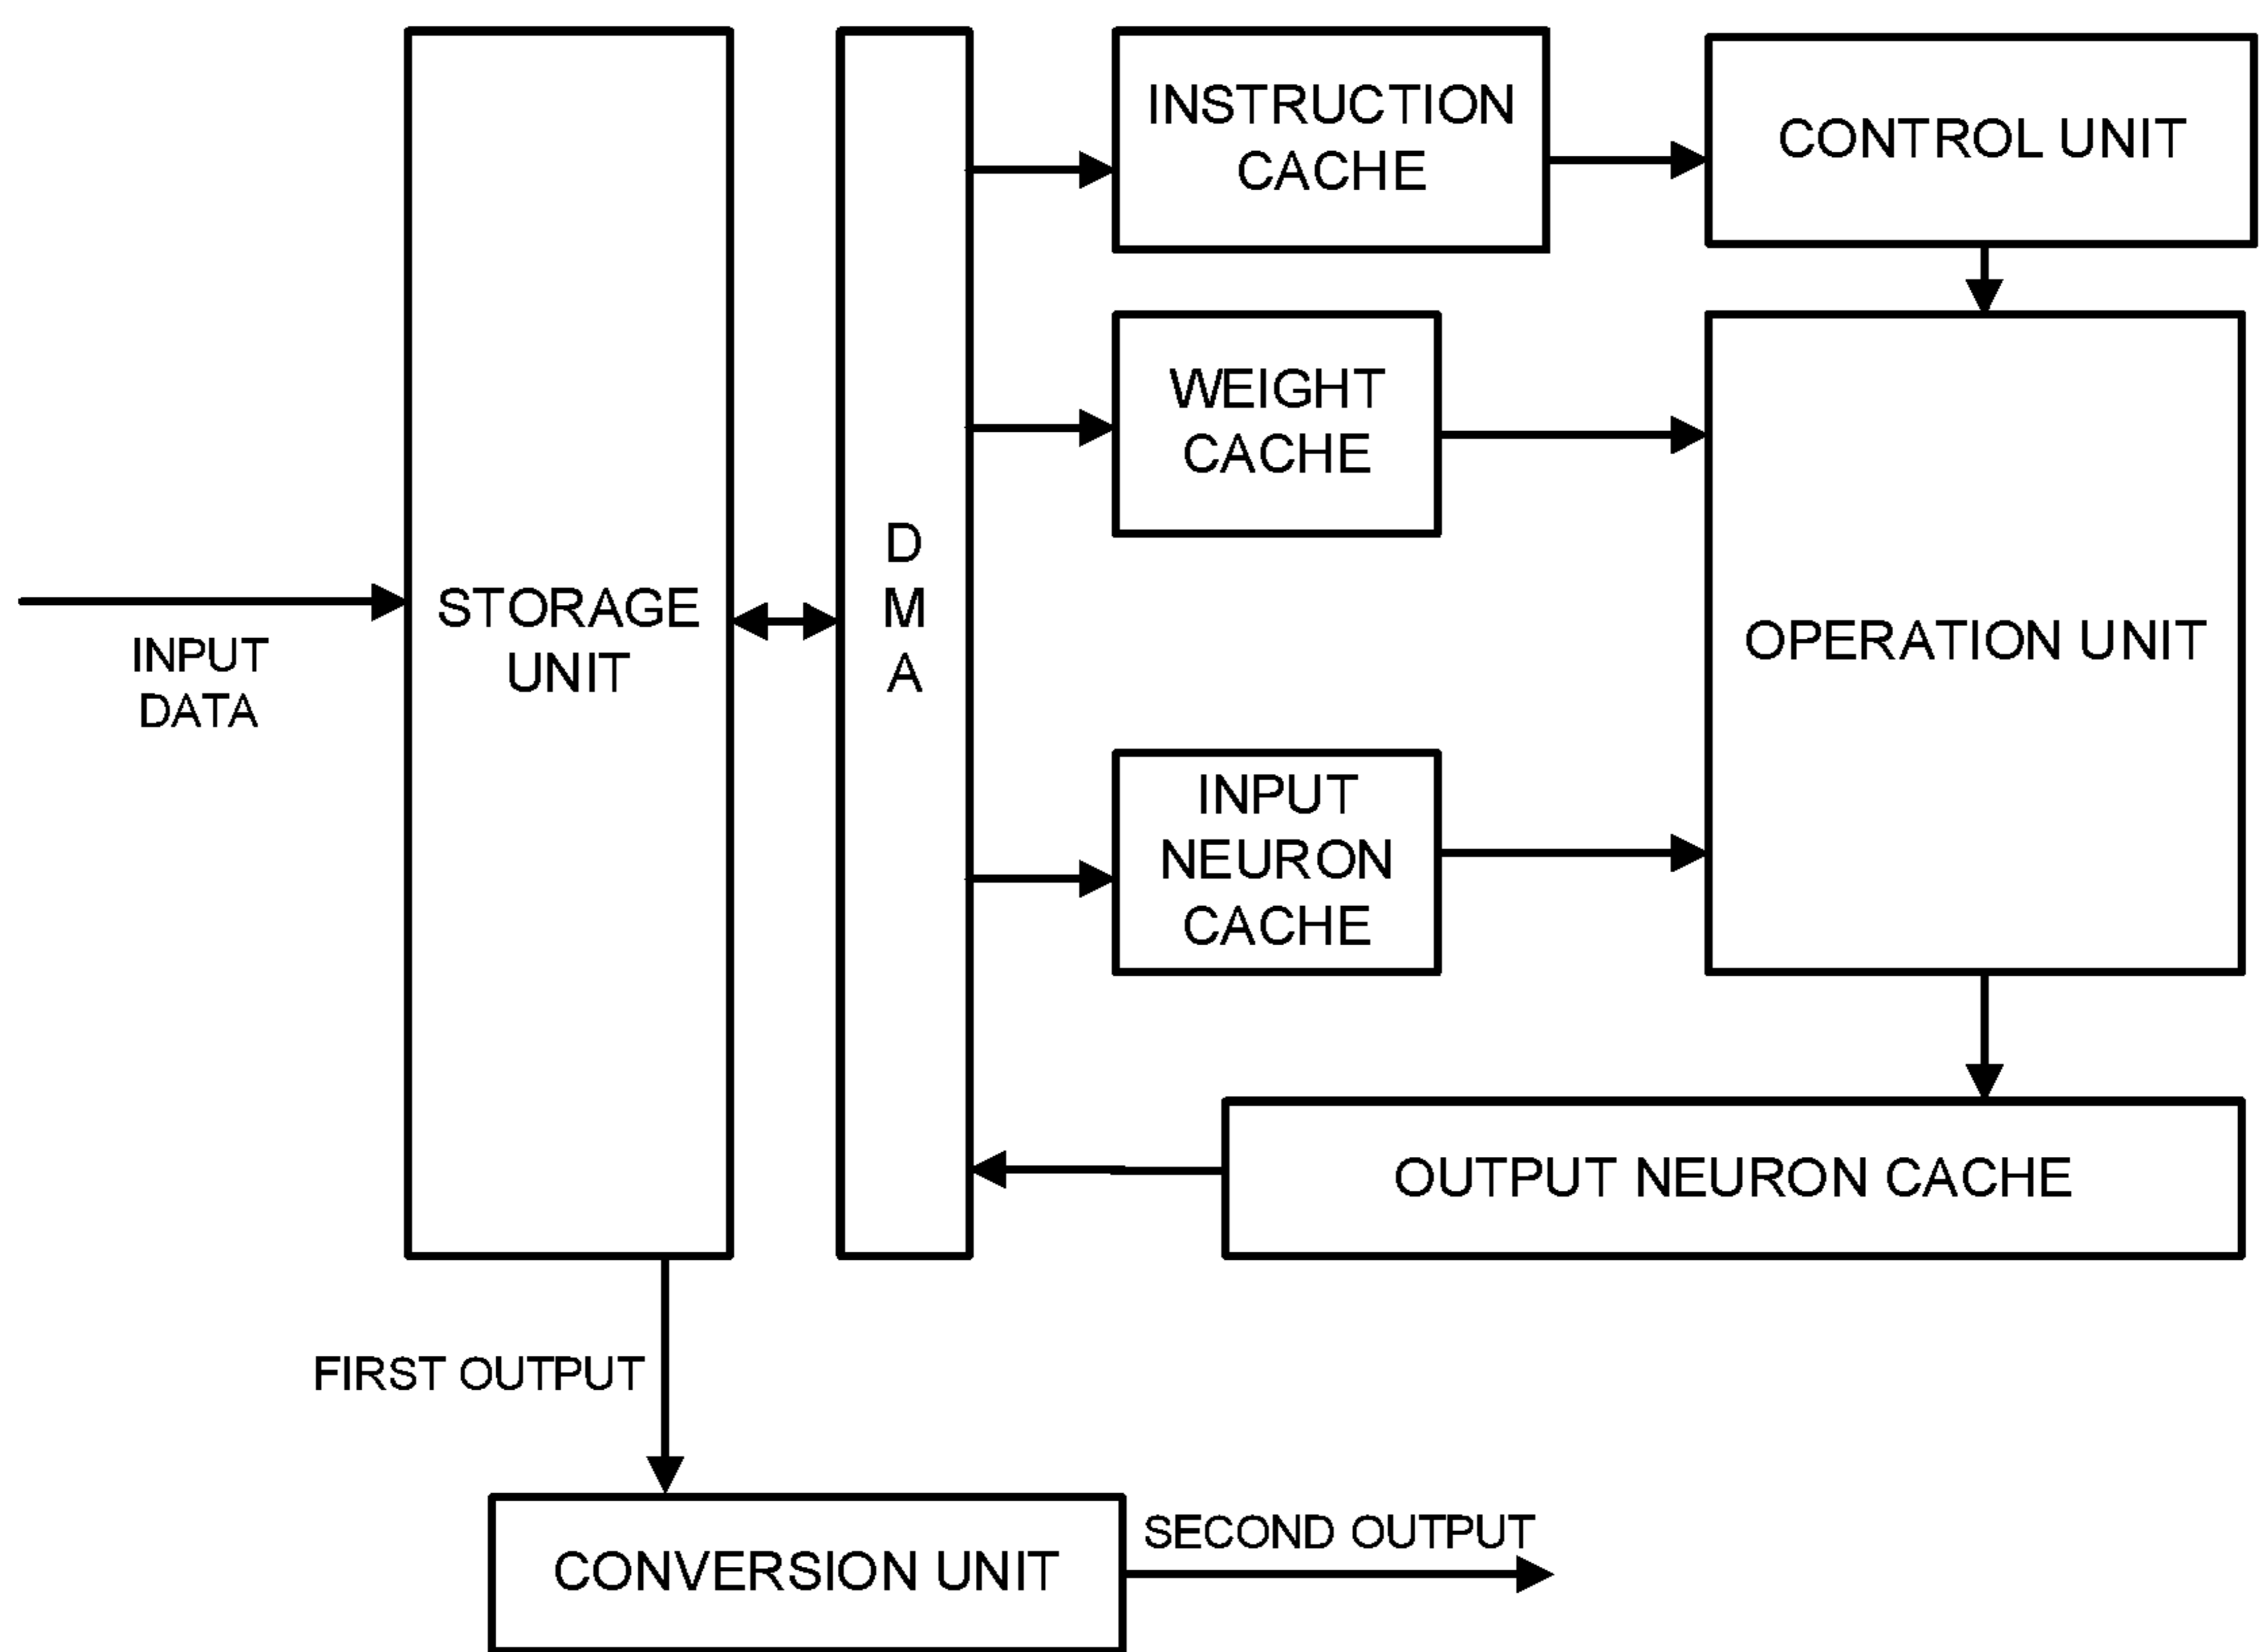 INSTRUCTION
CACHE
CONTROL UNIT
WEIGHT
CACHE
D
M
A
STORAGE
UNIT
OPERATION UNIT
INPUT
DATA
INPUT
NEURON
CACHE
OUTPUT NEURON CACHE
FIRST OUTPUT
CONVERSION UNIT
SECOND OUTPUT